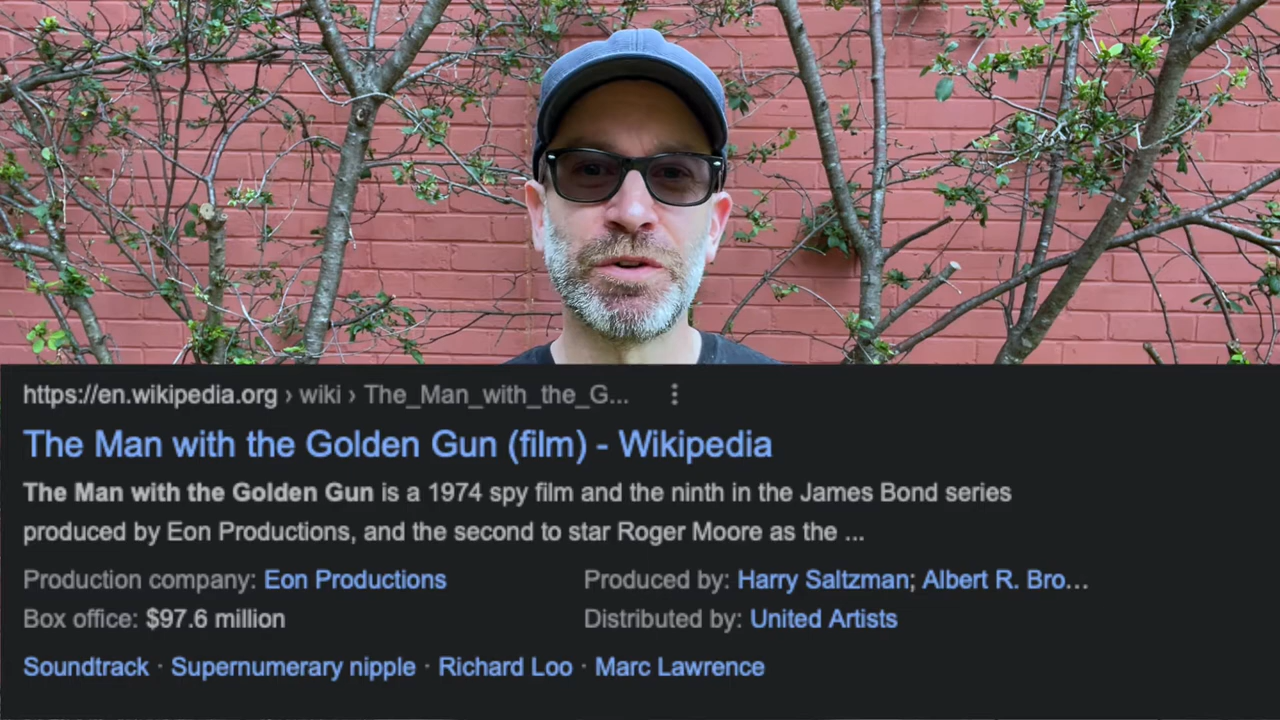 https://en.wikipedia.org › wiki › The_Man_with_the_G...
The Man with the Golden Gun (film) - Wikipedia
The Man with the Golden Gun is a 1974 spy film and the ninth in the James Bond series
produced by Eon Productions, and the second to star Roger Moore as the ...
Production company: Eon Productions Produced by: Harry Saltzman; Albert R. Bro...
Box office: $97.6 million Distributed by: United Artists
Soundtrack · Supernumerary nipple · Richard Loo · Marc Lawrence